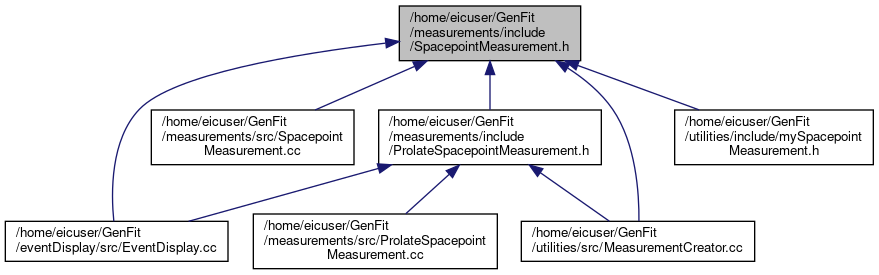 /home/eicuser/GenFit
/measurements/include
/SpacepointMeasurement.h
/home/eicuser/GenFit
/measurements/src/Spacepoint
Measurement.cc
/home/eicuser/GenFit
/measurements/include
/ProlateSpacepointMeasurement.h
/home/eicuser/GenFit
/utilities/include/mySpacepoint
Measurement.h
/home/eicuser/GenFit
/eventDisplay/src/EventDisplay.cc
/home/eicuser/GenFit
/measurements/src/ProlateSpacepoint
Measurement.cc
/home/eicuser/GenFit
/utilities/src/MeasurementCreator.cc